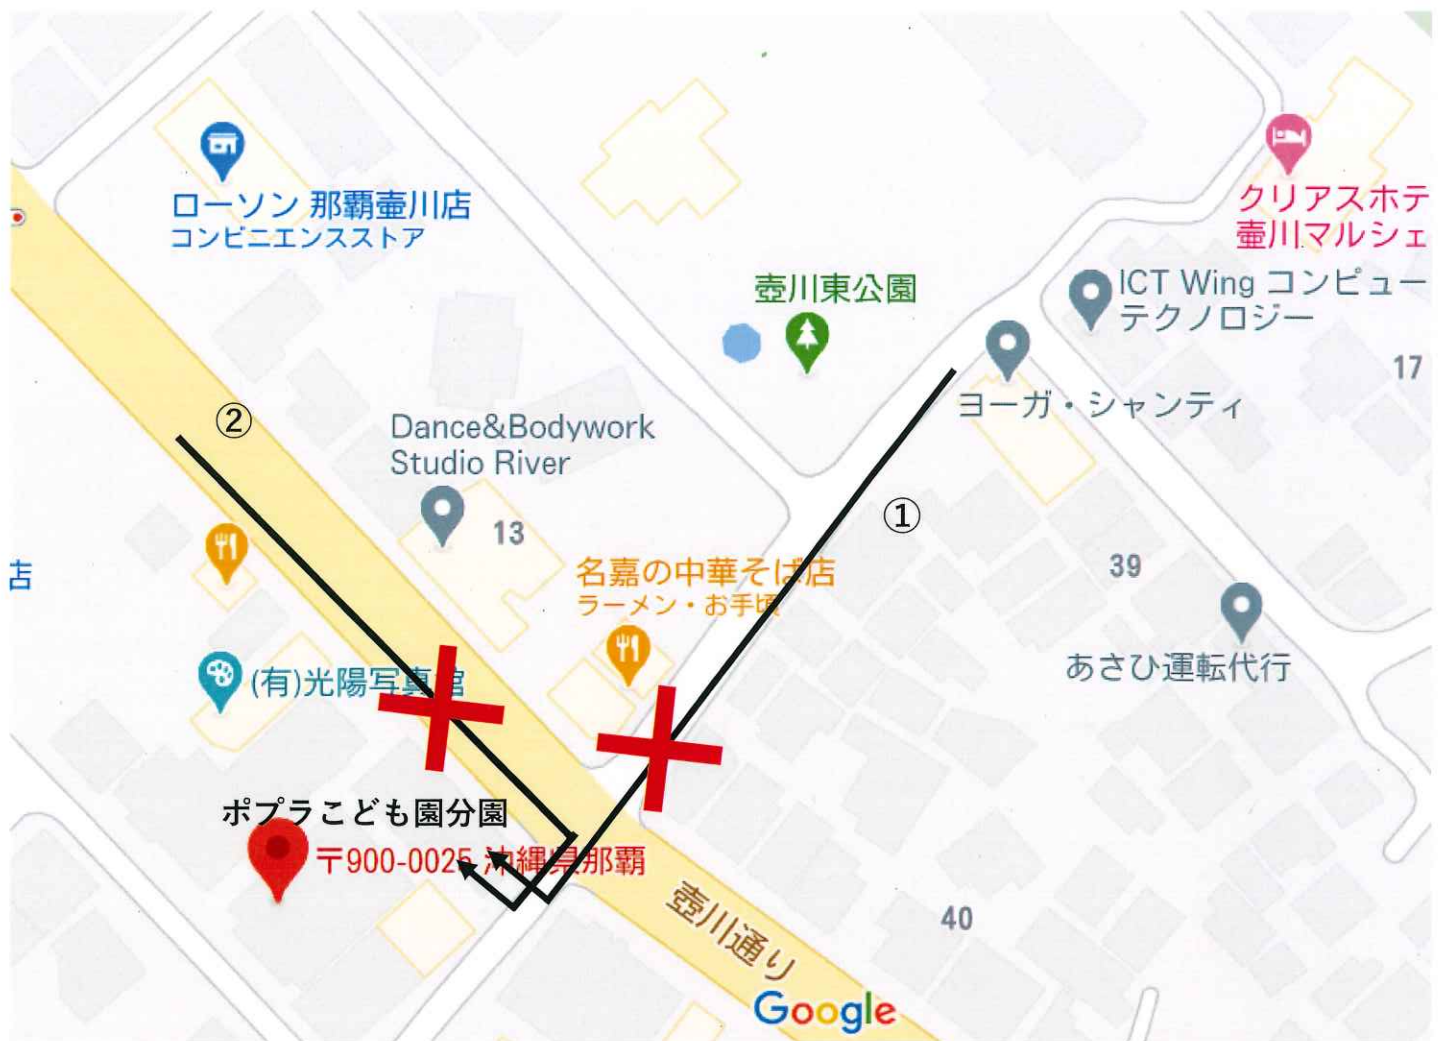 ローソン 那覇壷川店
コンビニエンスストア
クリアスホテ
壷川マルシェ
壺川東公園
ICT Wing コンピュー
テクノロジー
17
ヨーガ・シャンティ
②
Dance&Bodywork
Studio River
①
13
店
名嘉の中華そば店
ラーメン・お手頃
39
(有)光陽写真館
あさひ運転代行
ポプラこども園分園
〒900-0025 沖縄県那覇
壺川通り
40
Google